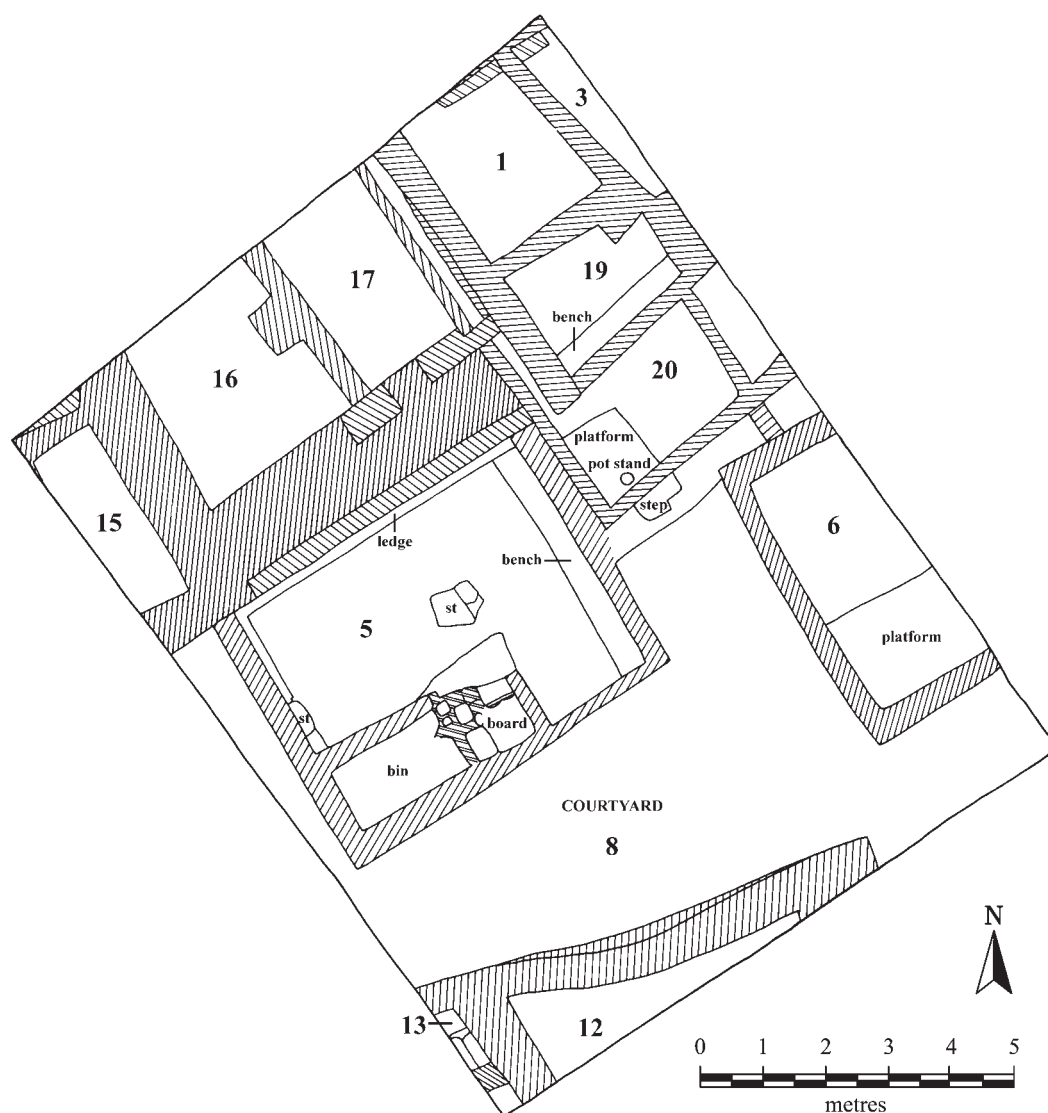 3
1
17
19
bench
16
20
platform
pot stand
step
15
ledge
bench
6
st
5
platform
st
board
bin
COURTYARD
8
N
13
12
0 1 2 3 4 5
metres